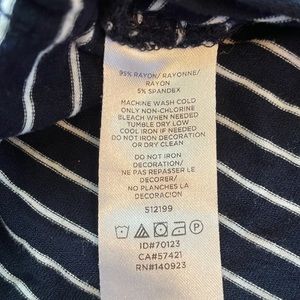 95% RAYON/ RAYONNE/
RAYON
5% SPANDEX
MACHINE WASH COLD
ONLY NON-CHLORINE
BLEACH WHEN NEEDED
TUMBLE DRY LOW
COOL IRON IF NEEDED
DO NOT IRON DECORATION
OR DRY CLEAN
DO NOT IRON
DECORATION/
NE PAS REPASSER LE
DECORER/
NO PLANCHES LA
DECORACION
S12199
ID#70123
CA#57421
RN#140923